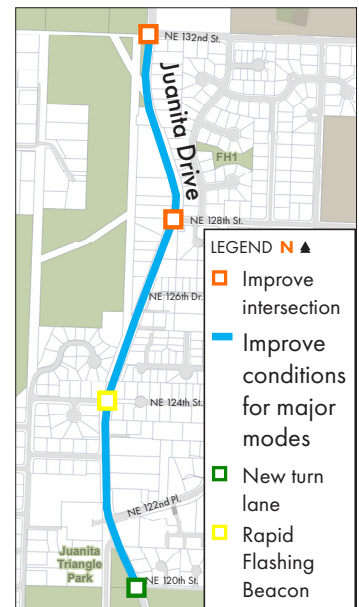 NE 132nd St.
Juanita Drive
FH1
NE 128th St.
LEGEND N
Improve
intersection
Improve
conditions
for major
modes
New turn
lane
Rapid
Flashing
Beacon
NE 126th Dr.
NE 124th St.
NE 122nd Pl.
Juanita
Triangle
Park
NE 120th St.